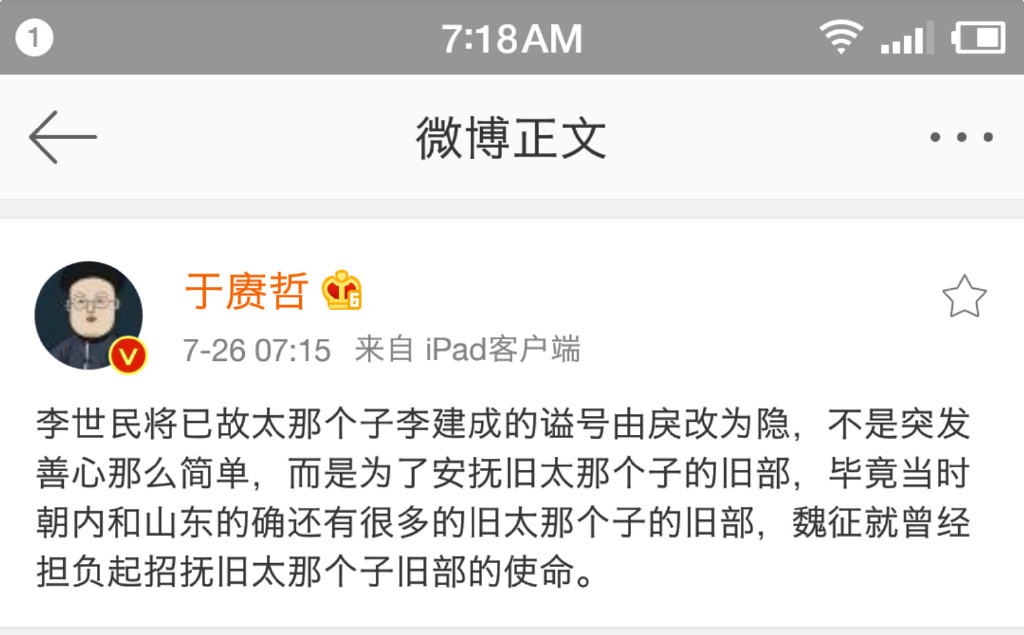 1 7:18AM
微博正文
于赓哲 6
V
7-26 07:15 来自 iPad客户端
李世民将已故太那个子李建成的谥号由戾改为隐，不是突发
善心那么简单，而是为了安抚旧太那个子的旧部，毕竟当时
朝内和山东的确还有很多的旧太那个子的旧部，魏征就曾经
担负起招抚旧太那个子旧部的使命。